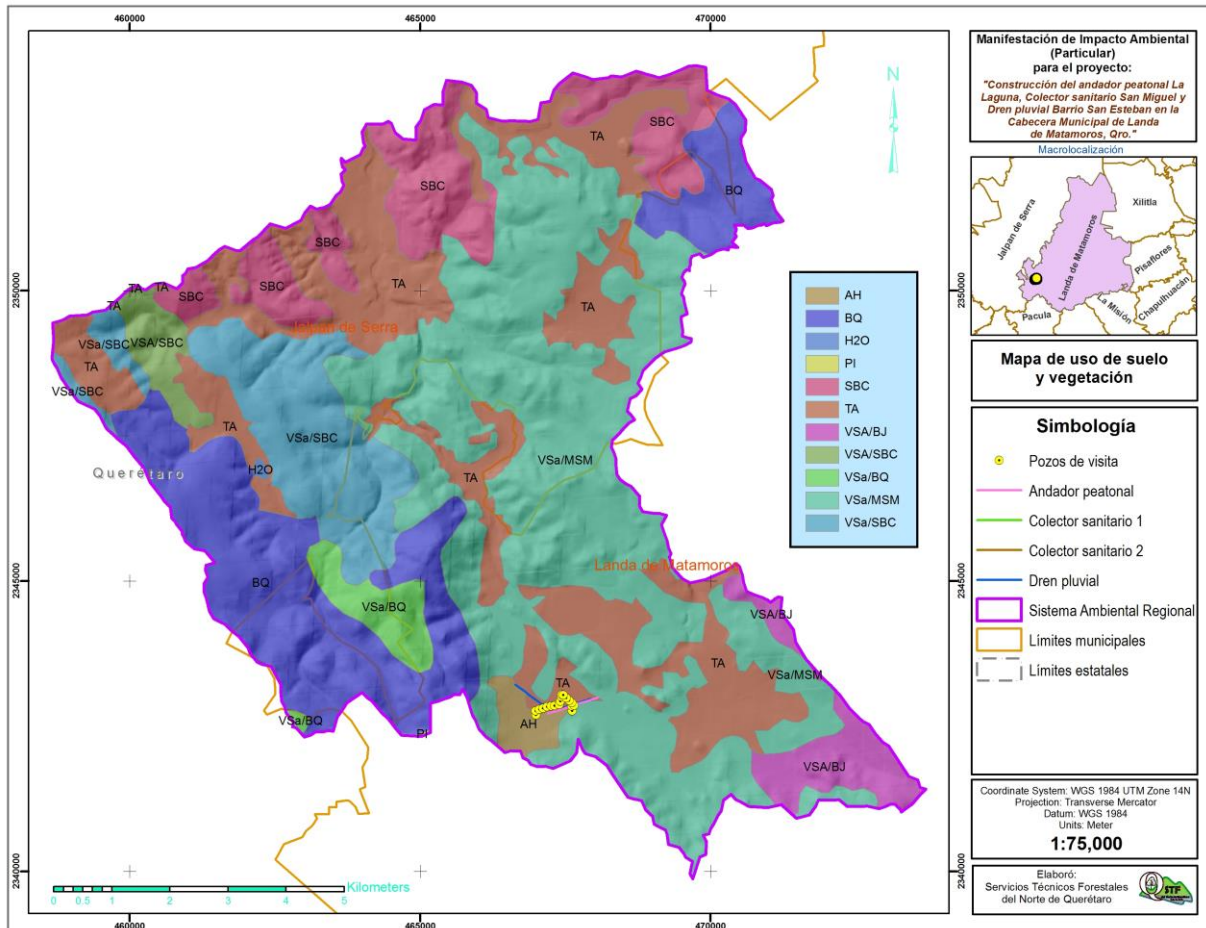 460000
465000
470000
2350000
2345000
2340000
N
TA
SBC
BQ
SBC
SBC
TA
TA
TA
TA
SBC
SBC
TA
TA
Jalpan de Serra
VSa/SBC
VSA/SBC
TA
VSa/SBC
TA
VSa/SBC
VSa/MSM
H2O
Querétaro
TA
Landa de Matamoros
BQ
VSa/BQ
VSA/BJ
TA
VSa/MSM
TA
AH
VSa/BQ
PI
VSA/BJ
Kilometers
0 0.5 1 2 3 4 5
460000
465000
470000
2350000
2345000
2340000
AH
BQ
H2O
PI
SBC
TA
VSA/BJ
VSA/SBC
VSa/BQ
VSa/MSM
VSa/SBC
Manifestación de Impacto Ambiental
(Particular)
para el proyecto:
"Construcción del andador peatonal La
Laguna, Colector sanitario San Miguel y
Dren pluvial Barrio San Esteban en la
Cabecera Municipal de Landa
de Matamoros, Qro."
Macrolocalización
Jalpan de Serra
Xilitla
Landa de Matamoros
Pisaflores
Chapulhuacán
La Misión
Pacula
Mapa de uso de suelo
y vegetación
Simbología
Pozos de visita
Andador peatonal
Colector sanitario 1
Colector sanitario 2
Dren pluvial
Sistema Ambiental Regional
Límites municipales
Límites estatales
Coordinate System: WGS 1984 UTM Zone 14N
Projection: Transverse Mercator
Datum: WGS 1984
Units: Meter
1:75,000
Elaboró:
Servicios Técnicos Forestales
del Norte de Querétaro
STF